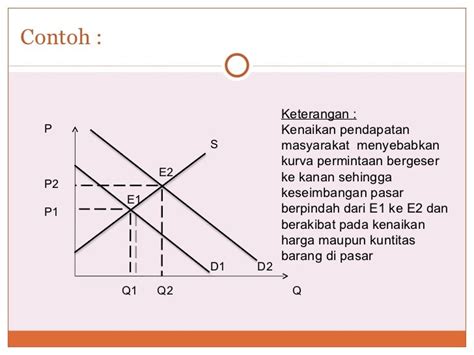 Contoh :
Keterangan :
Kenaikan pendapatan
masyarakat menyebabkan
kurva permintaan bergeser
ke kanan sehingga
keseimbangan pasar
berpindah dari E1 ke E2 dan
berakibat pada kenaikan
harga maupun kuntitas
barang di pasar
P
S
E2
P2
E1
P1
D1
D2
Q1
Q2
Q